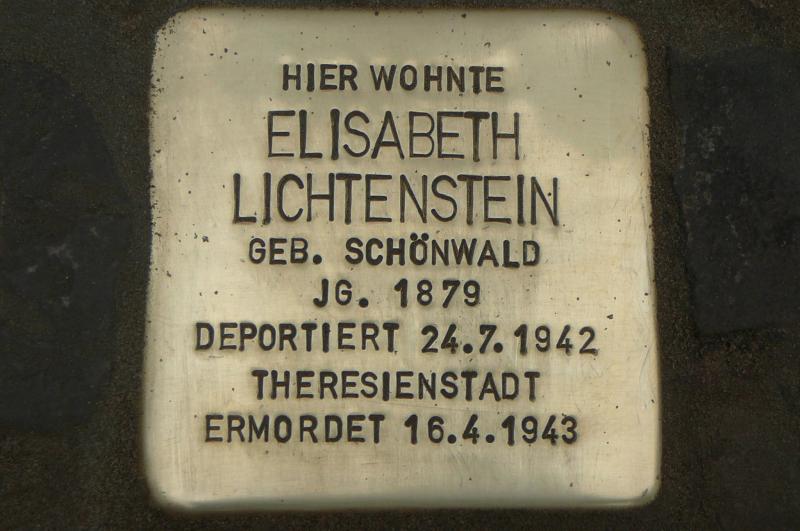 HIER WOHNTE
ELISABETH
LICHTENSTEIN
GEB. SCHÖNWALD
JG. 1879
DEPORTIERT 24.7.1942
THERESIENSTADT
ERMORDET 16.4.1943